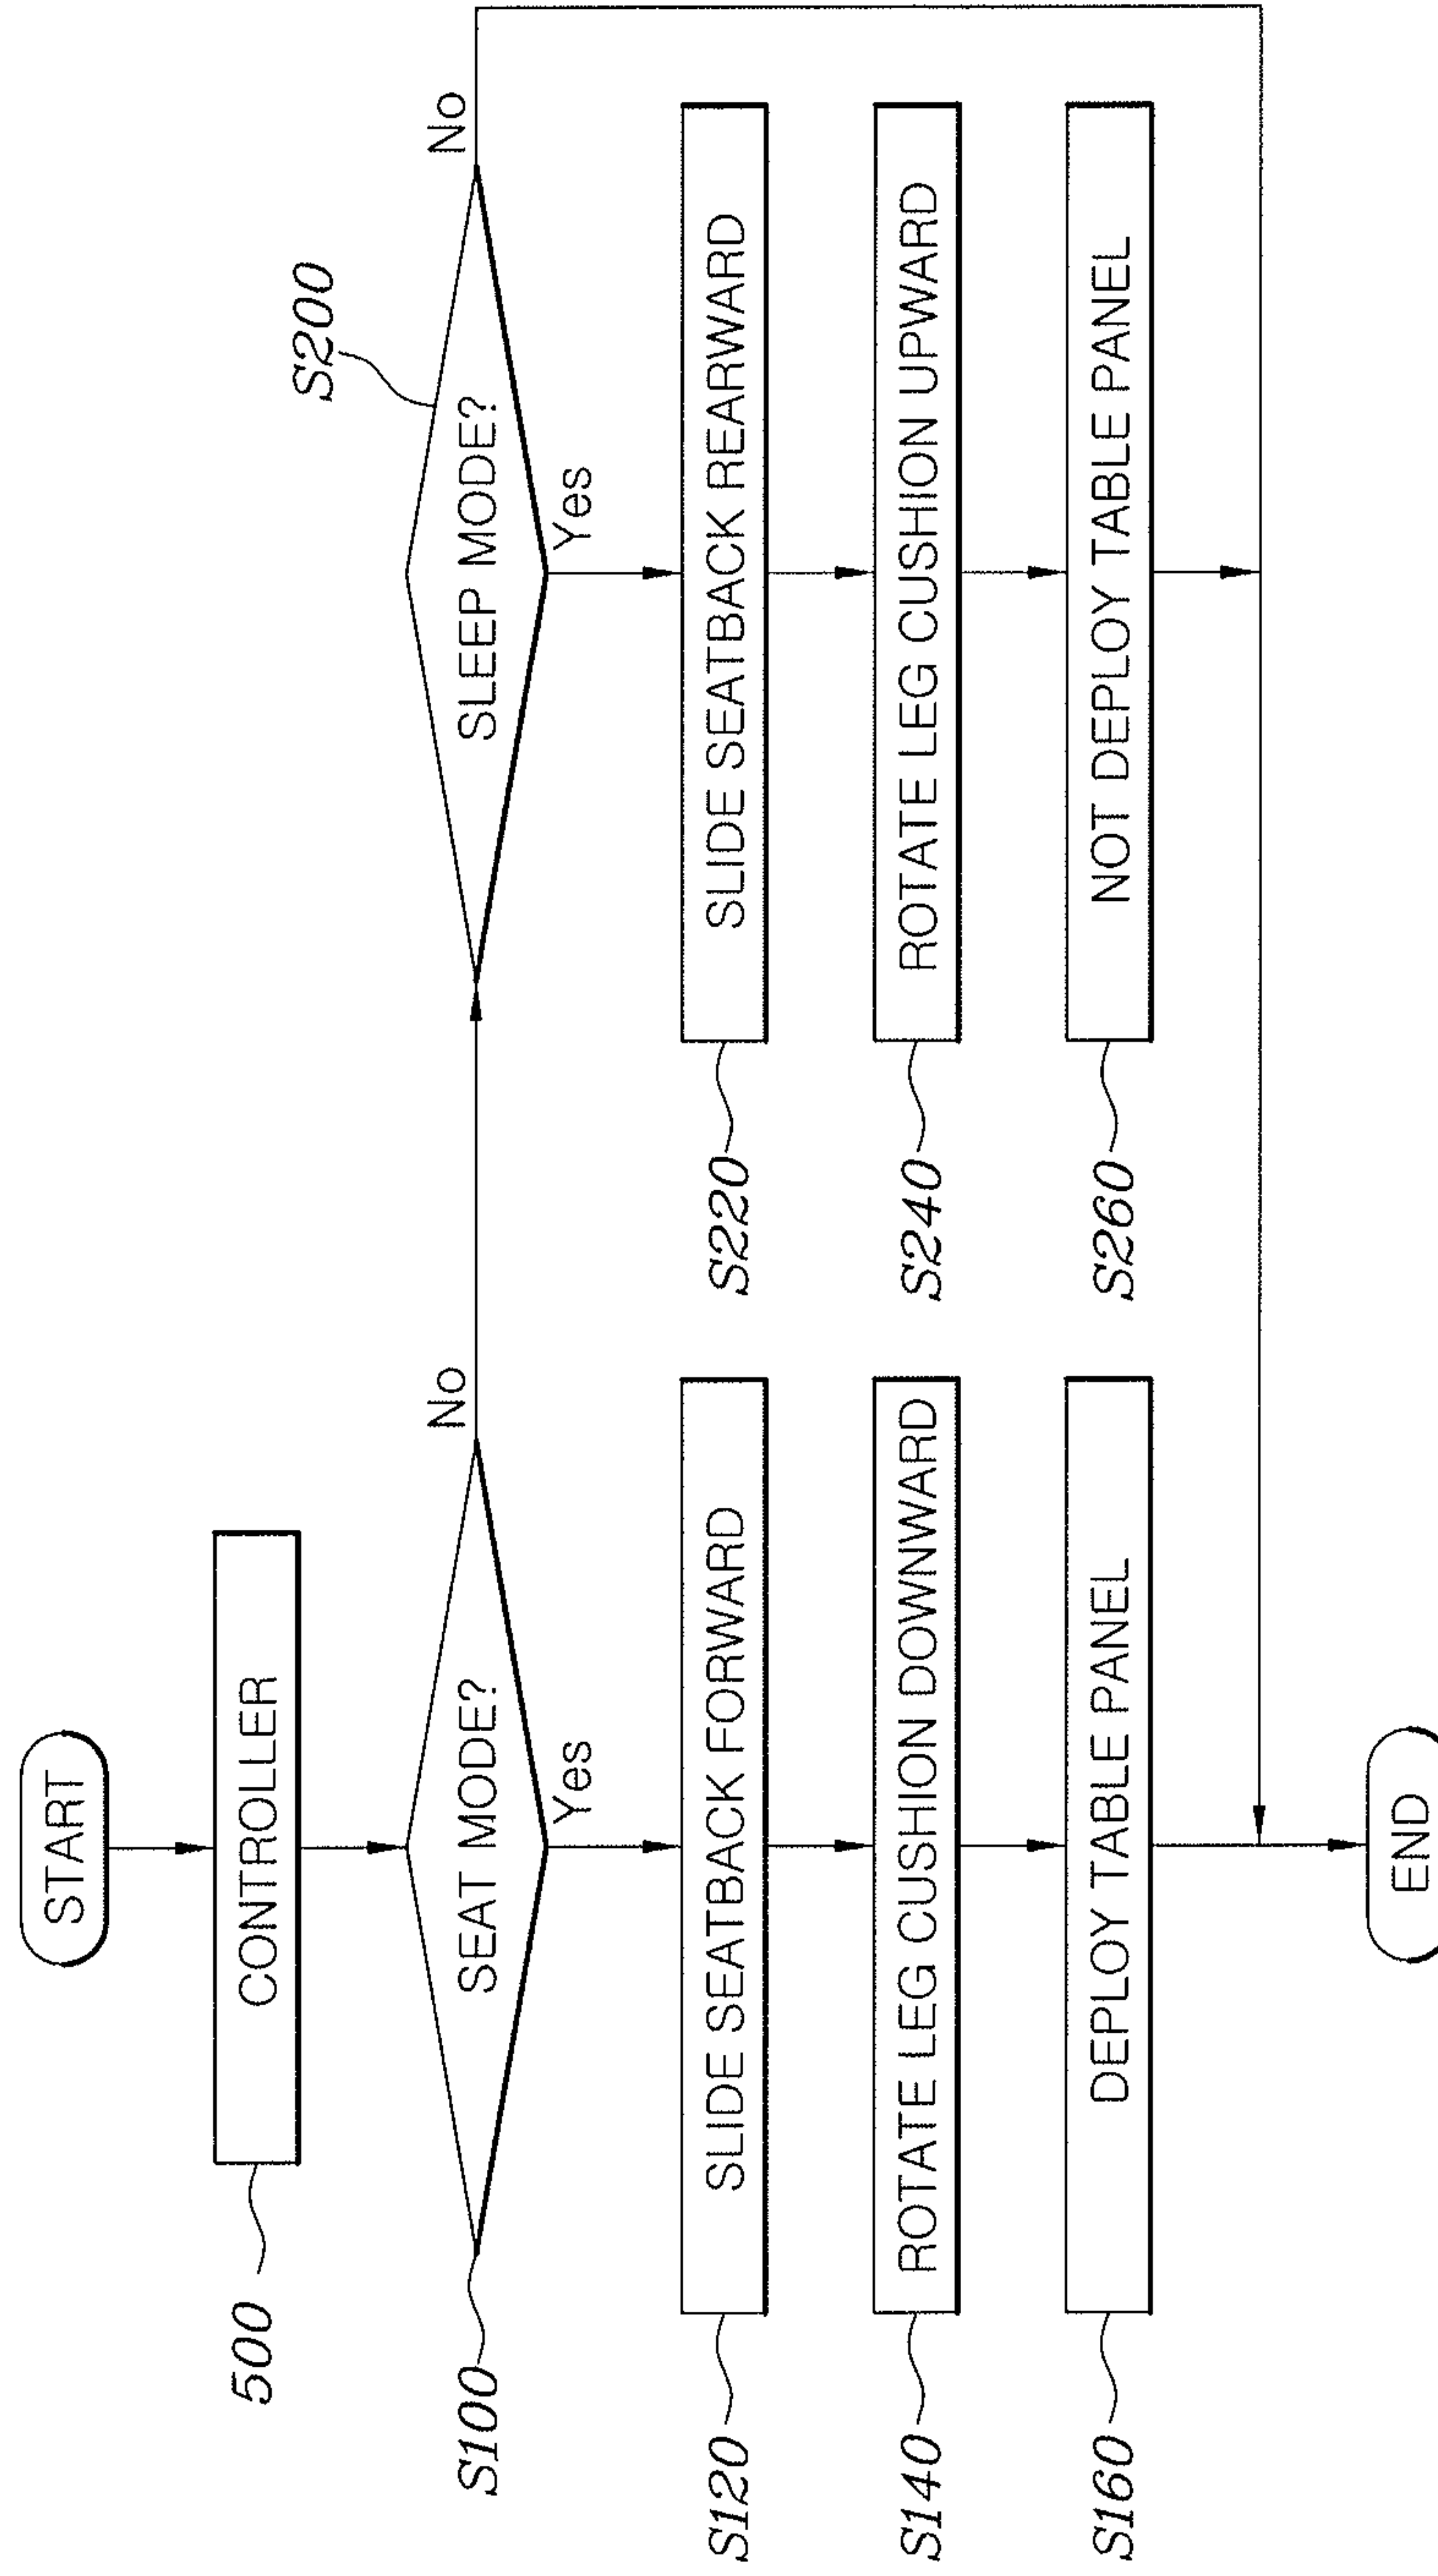 START
500
CONTROLLER
S100
SEAT MODE?
No
Yes
S200
SLEEP MODE?
No
Yes
S120
SLIDE SEATBACK FORWARD
S220
SLIDE SEATBACK REARWARD
S140
ROTATE LEG CUSHION DOWNWARD
S240
ROTATE LEG CUSHION UPWARD
S160
DEPLOY TABLE PANEL
S260
NOT DEPLOY TABLE PANEL
END